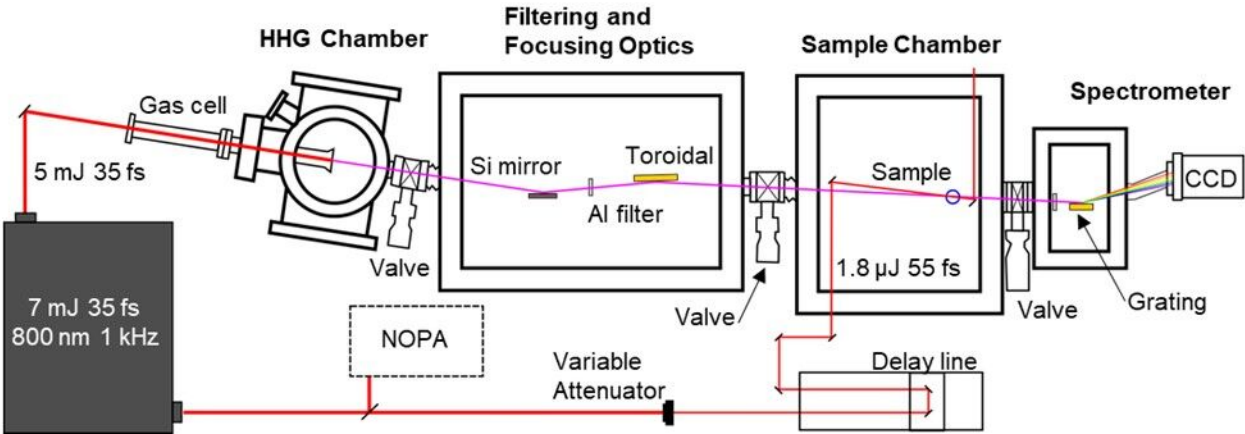 Filtering and
Focusing Optics
HHG Chamber
Sample Chamber
Spectrometer
Gas cell
5 mJ 35 fs
Si mirror
Toroidal
Al filter
Sample
CCD
Valve
1.8 µJ 55 fs
Valve
Valve
Grating
7 mJ 35 fs
800 nm 1 kHz
NOPA
Variable
Attenuator
Delay line